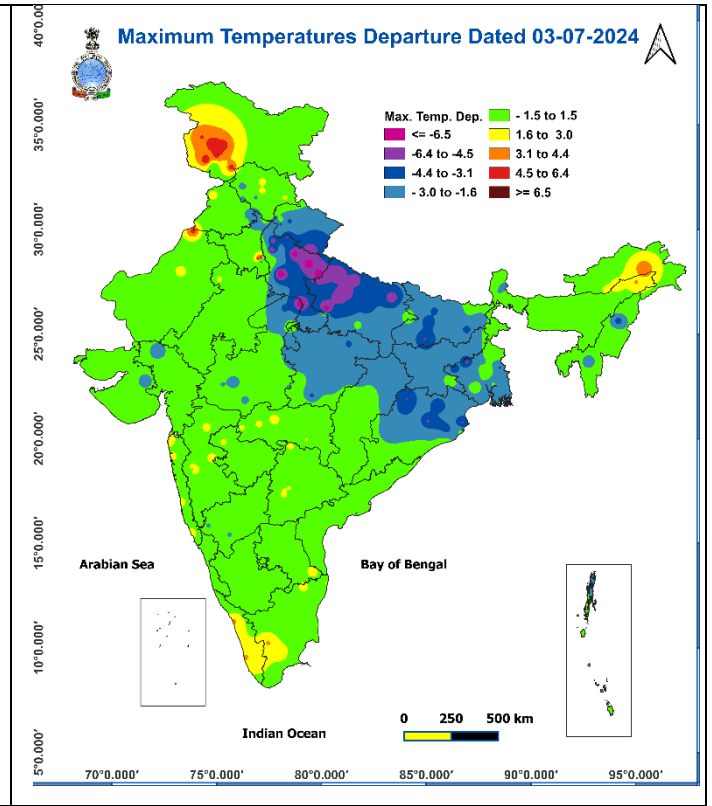 Maximum Temperatures Departure Dated 03-07-2024
Max. Temp. Dep.
<= -6.5
-6.4 to -4.5
-4.4 to -3.1
- 3.0 to -1.6
- 1.5 to 1.5
1.6 to 3.0
3.1 to 4.4
4.5 to 6.4
>= 6.5
40°0.000'
35°0.000'
30°0.000'
25°0.000'
20°0.000'
15°0.000'
10°0.000'
5°0.000'
Arabian Sea
Bay of Bengal
Indian Ocean
0 250 500 km
70°0.000' 75°0.000' 80°0.000' 85°0.000' 90°0.000' 95°0.000'